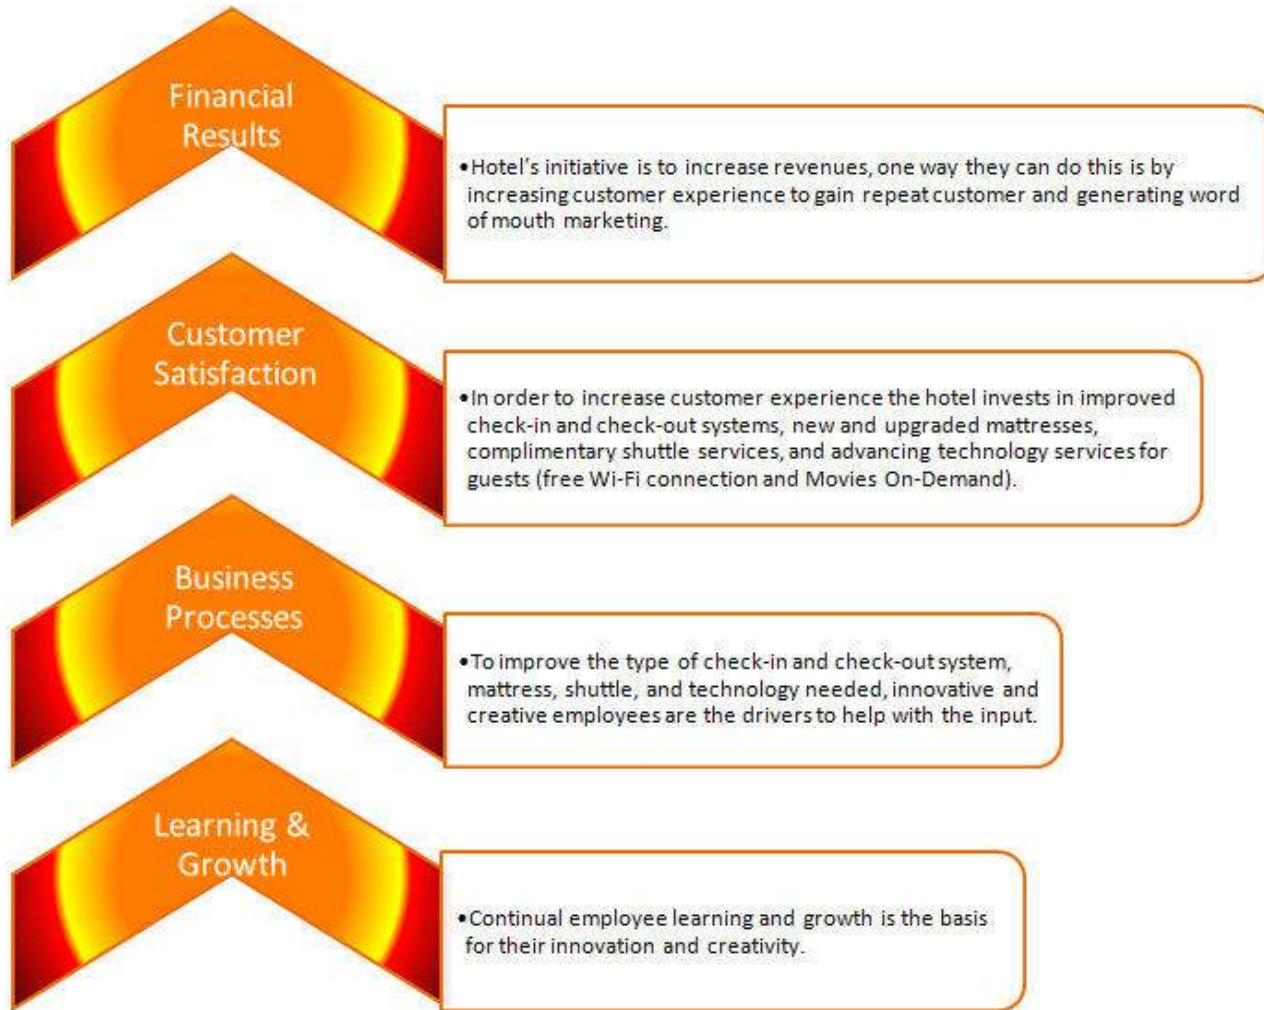 Financial
Results
•Hotel's initiative is to increase revenues, one way they can do this is by
increasing customer experience to gain repeat customer and generating word
of mouth marketing.
Customer
Satisfaction
•In order to increase customer experience the hotel invests in improved
check-in and check-out systems, new and upgraded mattresses,
complimentary shuttle services, and advancing technology services for
guests (free Wi-Fi connection and Movies On-Demand).
Business
Processes
•To improve the type of check-in and check-out system,
mattress, shuttle, and technology needed, innovative and
creative employees are the drivers to help with the input.
Learning &
Growth
•Continual employee learning and growth is the basis
for their innovation and creativity.